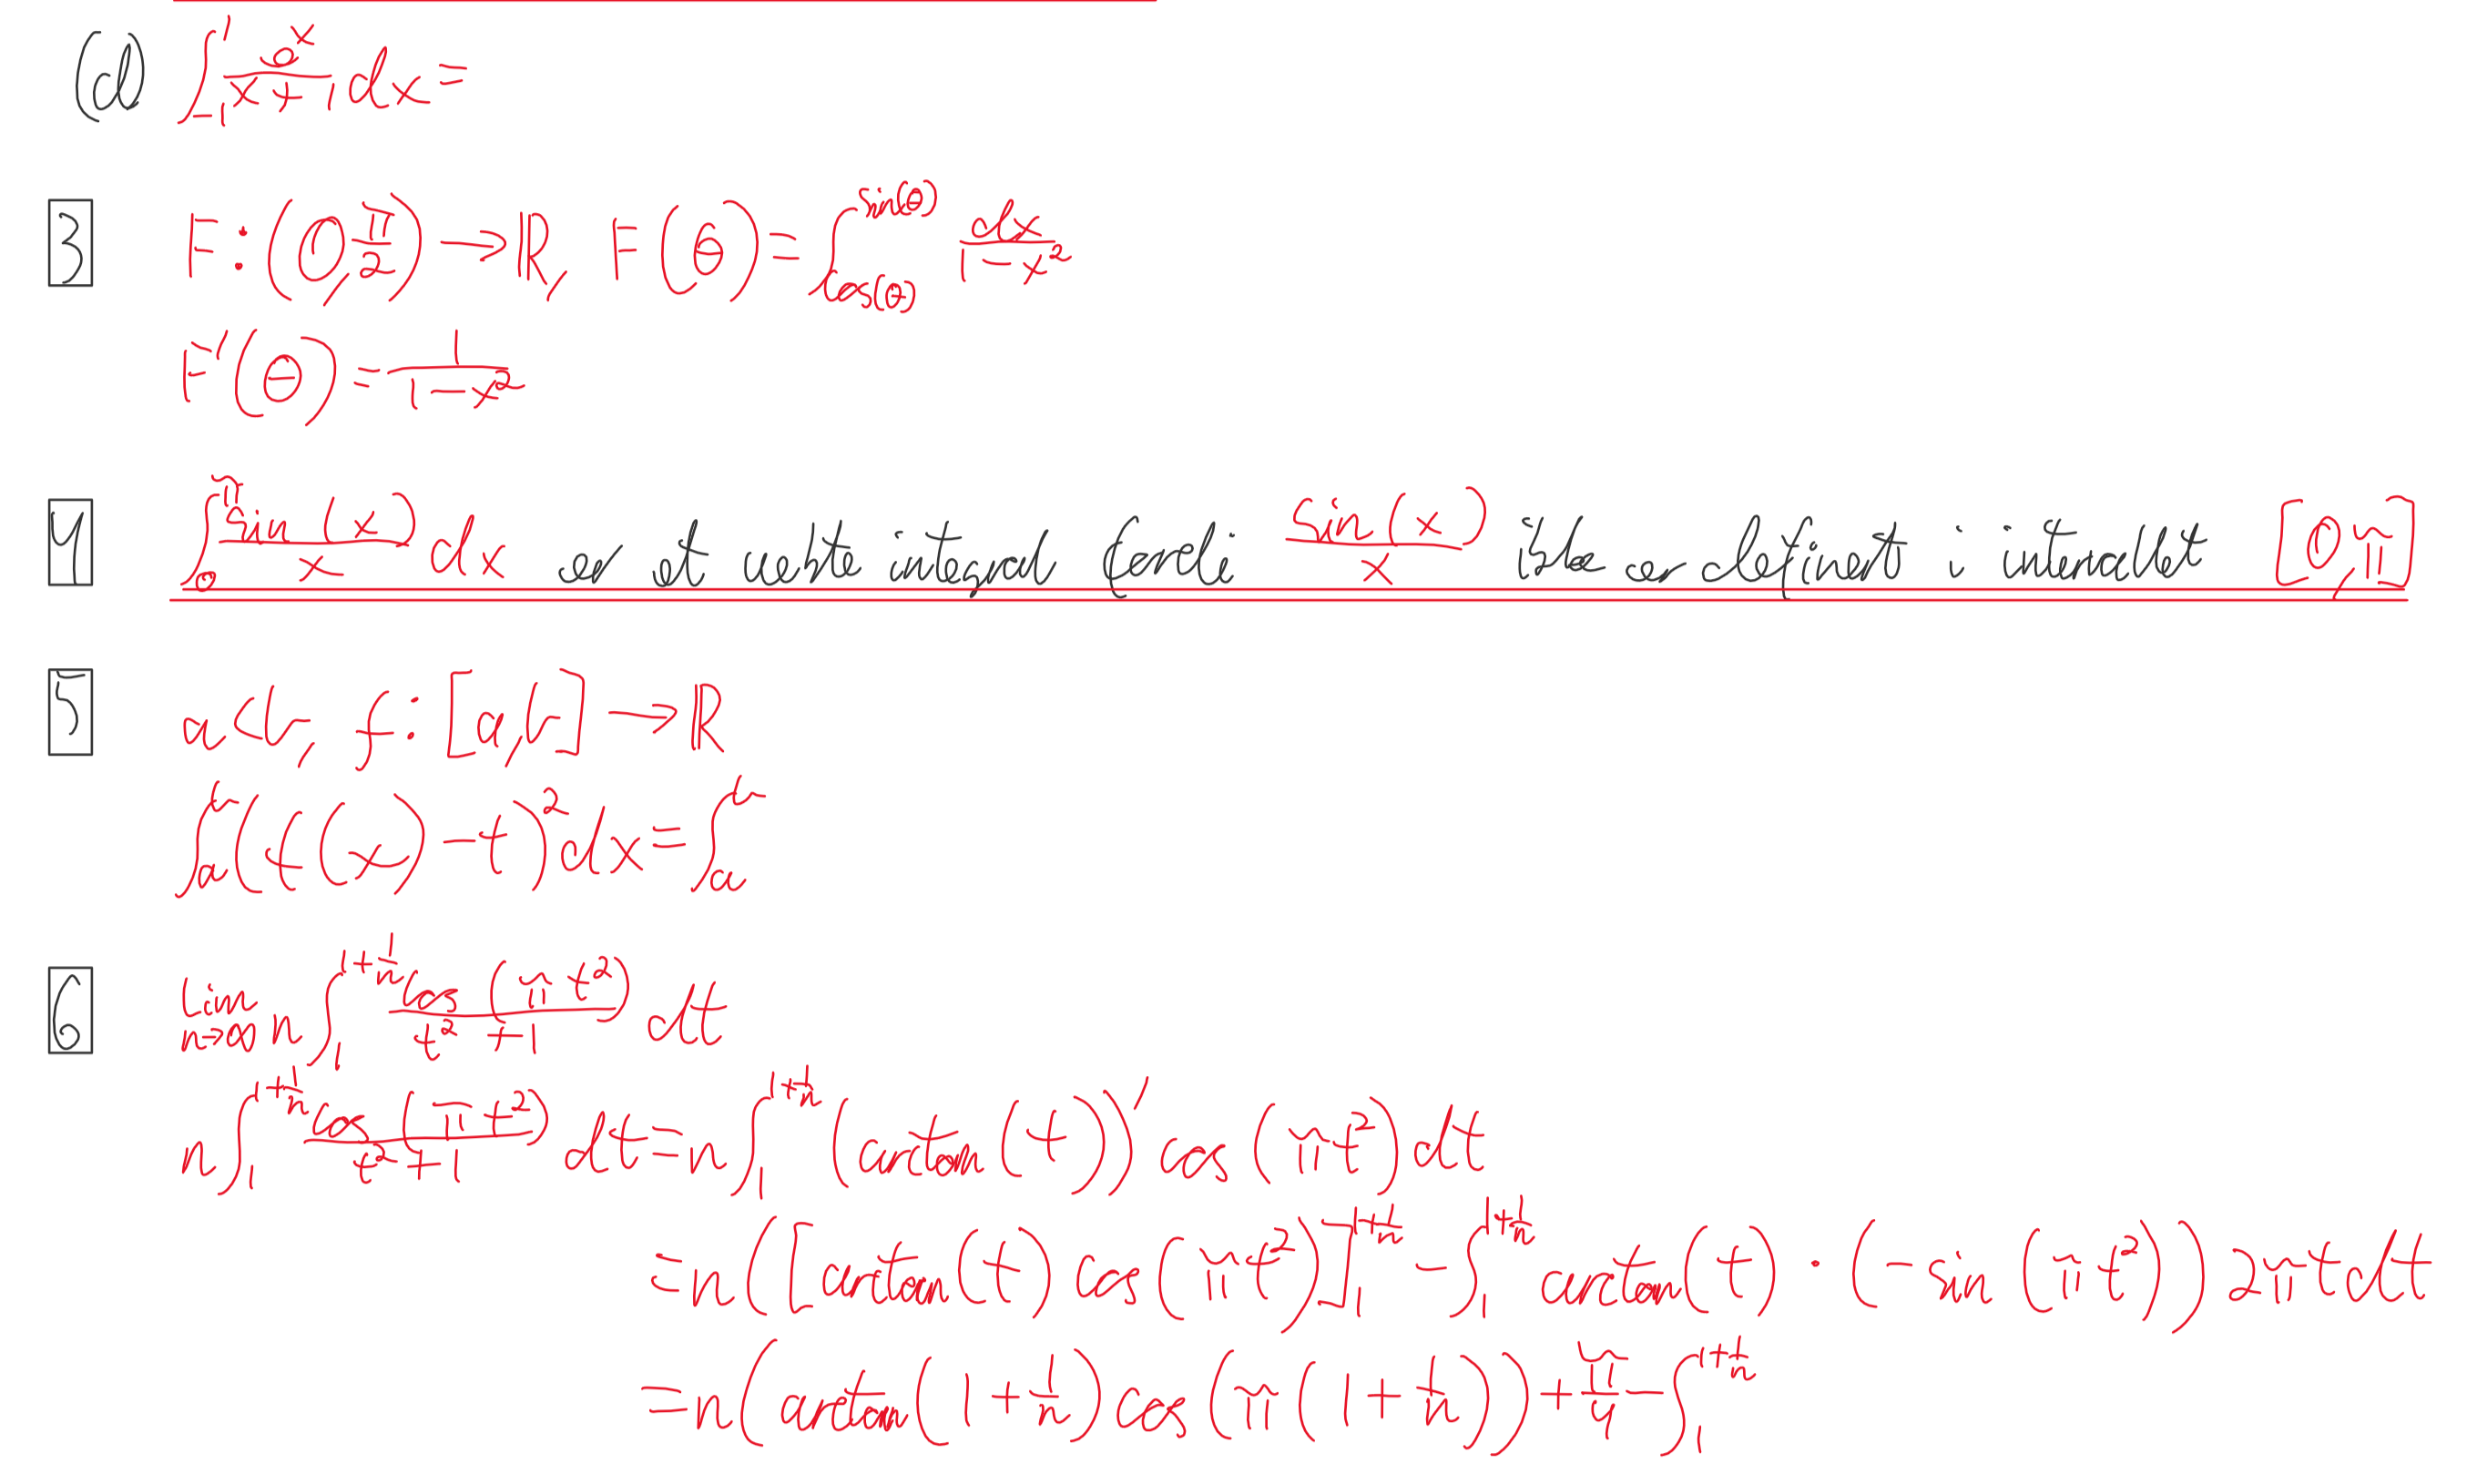 (d) ∫_{-1}^{1} e^x/(x+1) dx =
3 F: (0, π/2) → ℝ, F(θ) = ∫_{cos(θ)}^{sin(θ)} dx/(1-x²)
F'(θ) = 1/(1-x²)
4 ∫_0^π sin(x)/x dx er et ekte integral fordi sin(x)/x ikke er definert i intervallet [0,π]
5 a<b, f: [a,b] → ℝ
∫_a^b (f(x) - t)² dx = ∫_a^b
6 lim_{n→∞} n ∫_1^{1+1/n} cos(πt²)/(t²+1) dt
n ∫_1^{1+1/n} cos(πt²)/(t²+1) dt = n ∫_1^{1+1/n} (arctan(t))' cos(πt²) dt
= n([arctan(t) cos(πt²)]_1^{1+1/n} - ∫_1^{1+1/n} arctan(t) · (-sin(πt²)) 2πt dt
= n(arctan(1+1/n) cos(π(1+1/n)) + π/4 - ∫_1^{1+1/n}